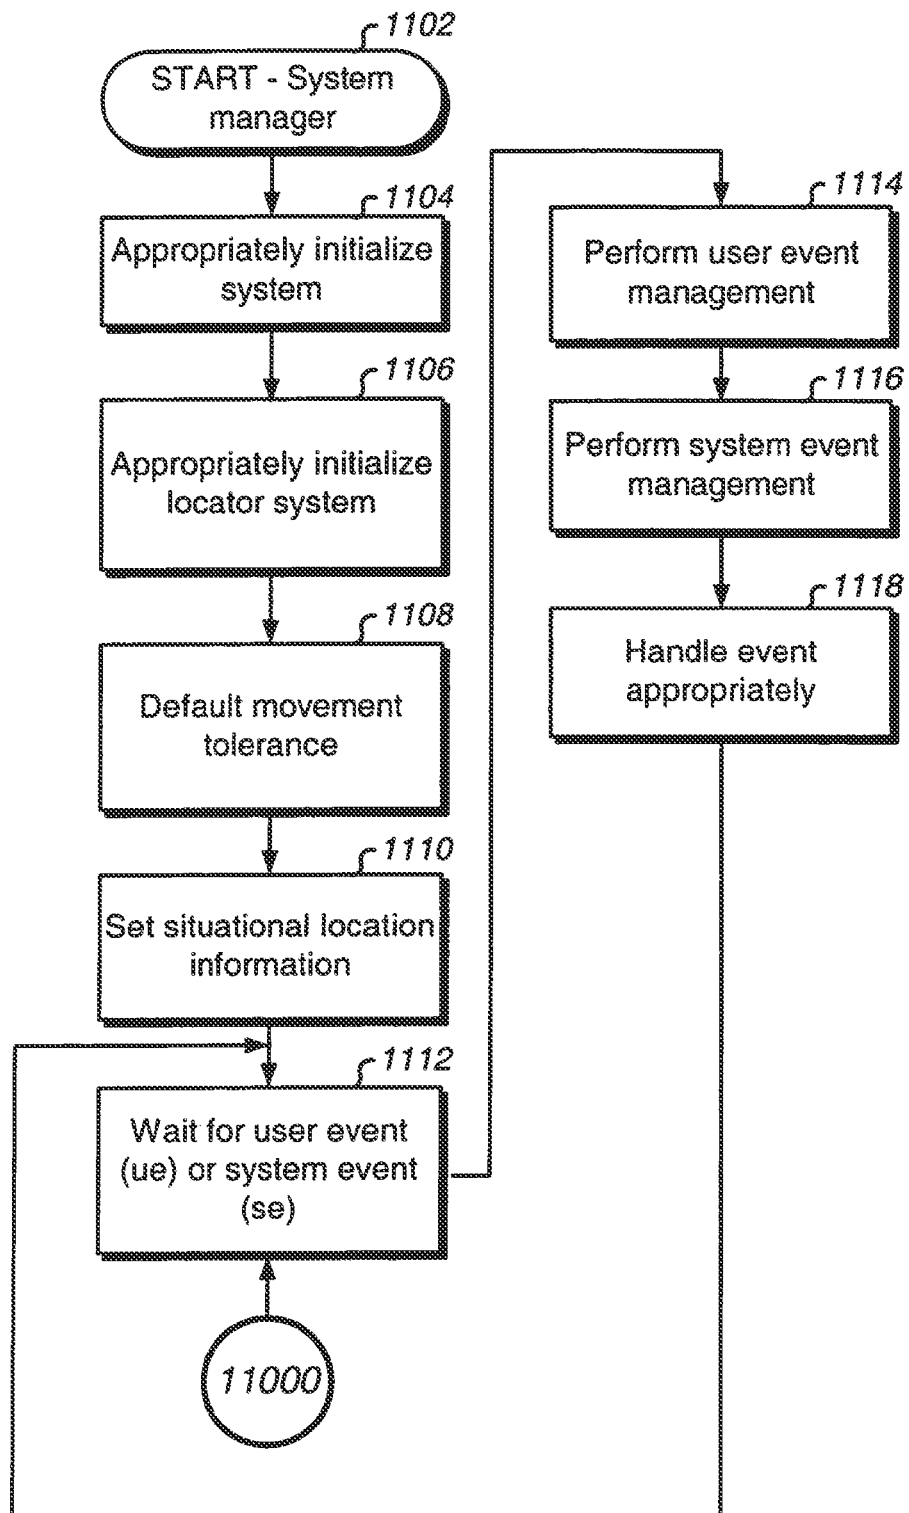 1102
START - System
manager
1104
Appropriately initialize
system
1106
Appropriately initialize
locator system
1108
Default movement
tolerance
1110
Set situational location
information
1112
Wait for user event
(ue) or system event
(se)
11000
1114
Perform user event
management
1116
Perform system event
management
1118
Handle event
appropriately